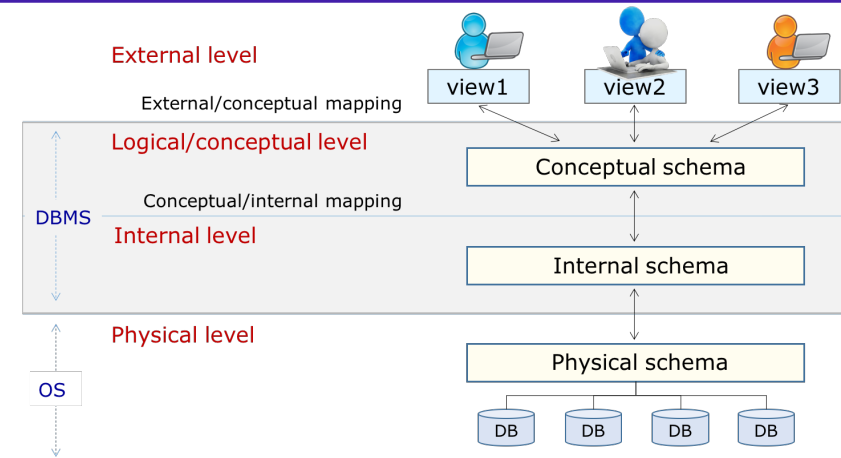 External level
view1
view2
view3
External/conceptual mapping
Logical/conceptual level
Conceptual schema
Conceptual/internal mapping
DBMS
Internal level
Internal schema
Physical level
Physical schema
OS
DB
DB
DB
DB